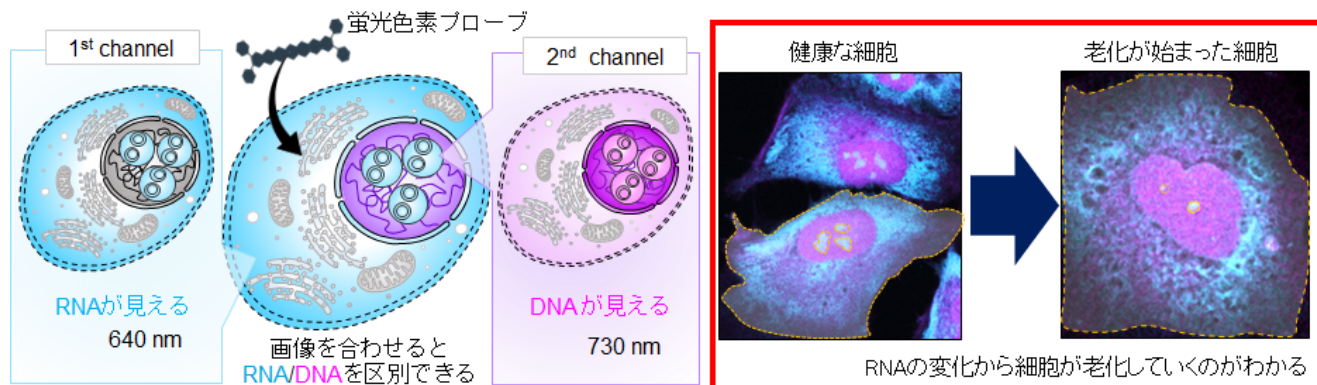 蛍光色素プローブ
1st channel
2nd channel
RNAが見える
640 nm
DNAが見える
730 nm
画像を合わせると
RNA/DNAを区別できる
健康な細胞
老化が始まった細胞
RNAの変化から細胞が老化していくのがわかる